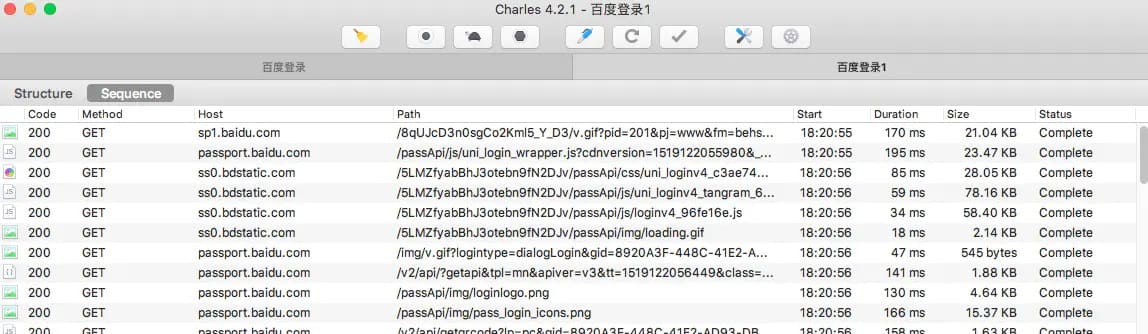 Charles 4.2.1 - 百度登录1
百度登录 百度登录1
Structure Sequence
Code Method Host Path Start Duration Size Status
200 GET sp1.baidu.com /8qUJcD3n0sgCo2Kml5_Y_D3/v.gif?pid=201&pj=www&fm=behs... 18:20:55 170 ms 21.04 KB Complete
200 GET passport.baidu.com /passApi/js/uni_login_wrapper.js?cdnversion=1519122055980&_... 18:20:55 195 ms 23.47 KB Complete
200 GET ss0.bdstatic.com /5LMZfyabBhJ3otebn9fN2DJv/passApi/css/uni_loginv4_c3ae74... 18:20:56 85 ms 28.05 KB Complete
200 GET ss0.bdstatic.com /5LMZfyabBhJ3otebn9fN2DJv/passApi/js/uni_loginv4_tangram_6... 18:20:56 59 ms 78.16 KB Complete
200 GET ss0.bdstatic.com /5LMZfyabBhJ3otebn9fN2DJv/passApi/js/loginv4_96fe16e.js 18:20:56 34 ms 58.40 KB Complete
200 GET ss0.bdstatic.com /5LMZfyabBhJ3otebn9fN2DJv/passApi/img/loading.gif 18:20:56 18 ms 2.14 KB Complete
200 GET passport.baidu.com /img/v.gif?logintype=dialogLogin&gid=8920A3F-448C-41E2-A... 18:20:56 47 ms 545 bytes Complete
200 GET passport.baidu.com /v2/api/?getapi&tpl=mn&apiver=v3&tt=1519122056449&class=... 18:20:56 141 ms 1.88 KB Complete
200 GET passport.baidu.com /passApi/img/loginlogo.png 18:20:56 130 ms 4.64 KB Complete
200 GET passport.baidu.com /passApi/img/pass_login_icons.png 18:20:56 166 ms 15.37 KB Complete
200 GET passport.baidu.com /v2/api/getqrcode?lp=pc&gid=8920A3F-448C-41E2-AD93-DB... 18:20:56 158 ms 1.63 KB Complete